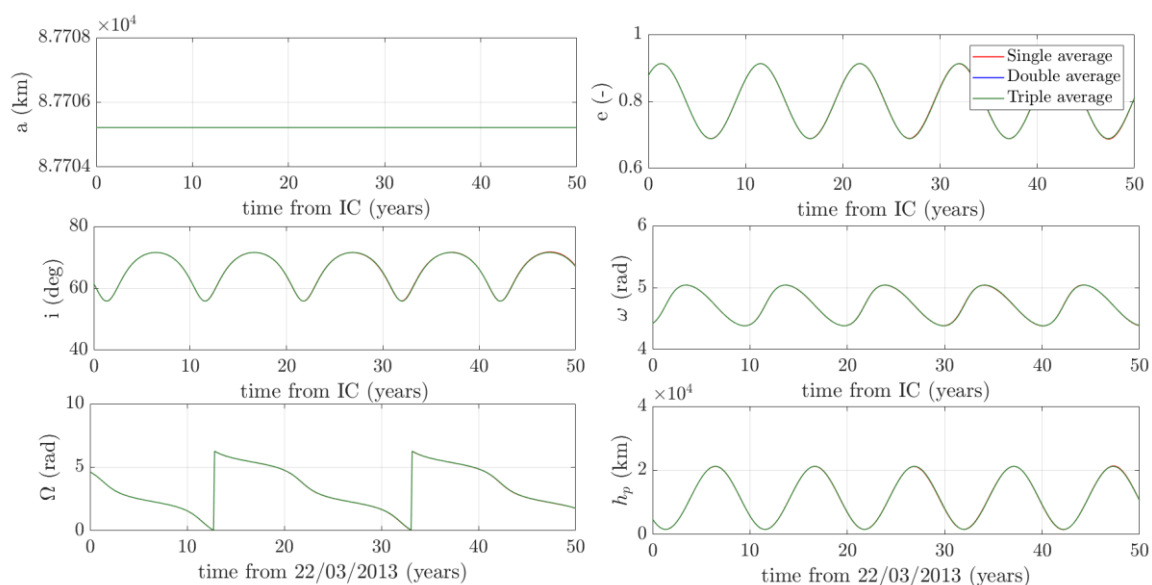 ×10⁴
8.7708
8.7706
8.7704
a (km)
0 10 20 30 40 50
time from IC (years)
1
0.8
0.6
e (-)
Single average
Double average
Triple average
0 10 20 30 40 50
time from IC (years)
80
60
40
i (deg)
0 10 20 30 40 50
time from IC (years)
6
5
4
ω (rad)
0 10 20 30 40 50
time from IC (years)
10
5
0
Ω (rad)
0 10 20 30 40 50
time from 22/03/2013 (years)
×10⁴
4
2
0
hₚ (km)
0 10 20 30 40 50
time from 22/03/2013 (years)